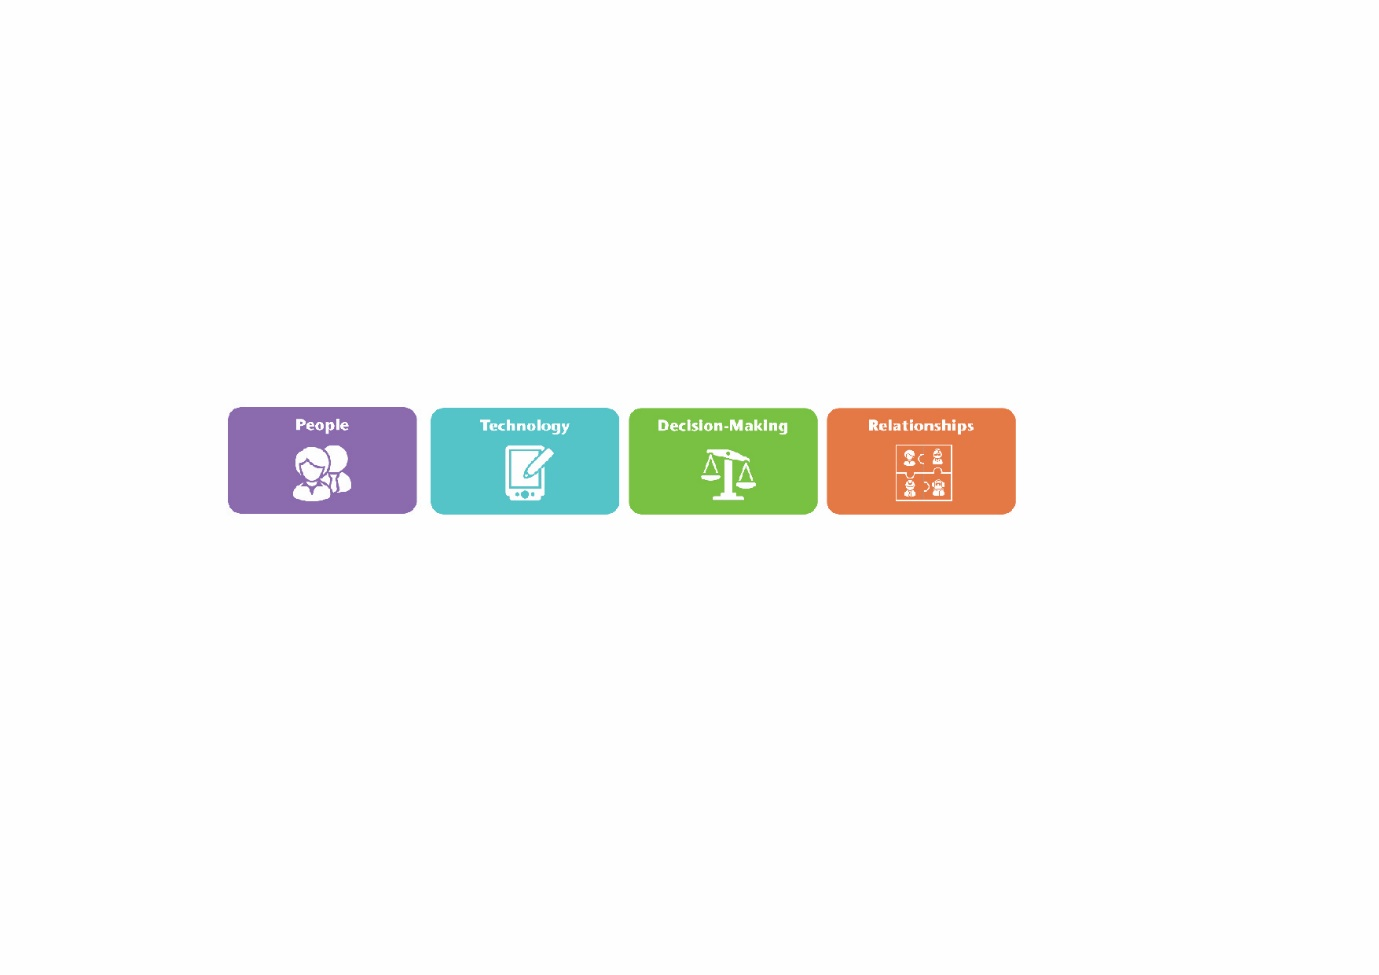 People
Technology
Decision-Making
Relationships